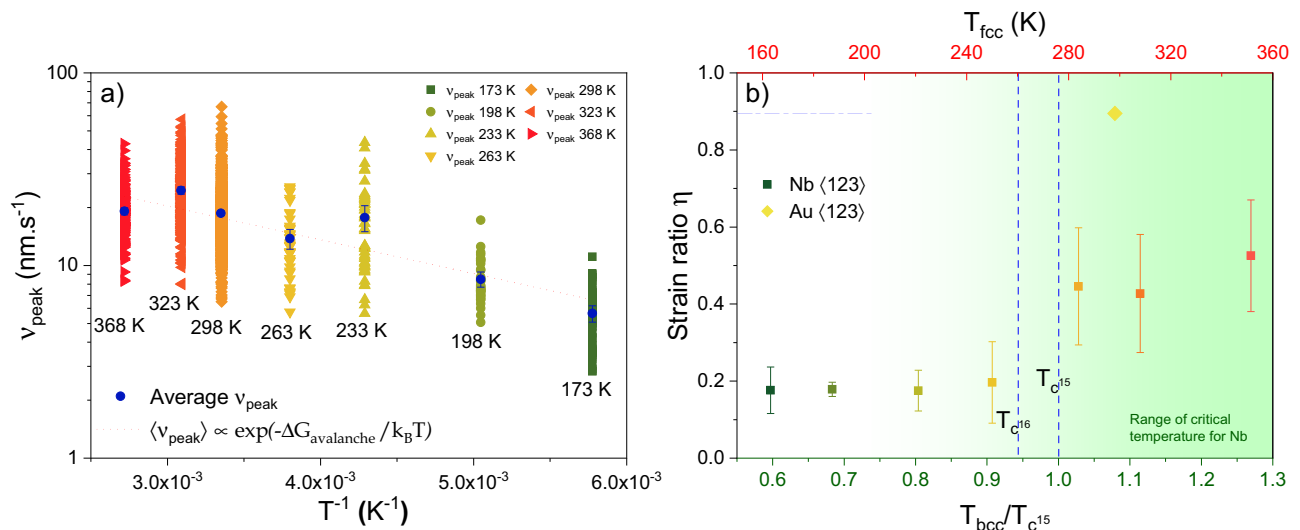 a)
100
10
1
ν_peak (nm.s⁻¹)
ν_peak 173 K
ν_peak 198 K
ν_peak 233 K
ν_peak 263 K
ν_peak 298 K
ν_peak 323 K
ν_peak 368 K
368 K
323 K
298 K
263 K
233 K
198 K
173 K
Average ν_peak
⟨ν_peak⟩ ∝ exp(-ΔG_avalanche/k_BT)
3.0x10⁻³ 4.0x10⁻³ 5.0x10⁻³ 6.0x10⁻³
T⁻¹ (K⁻¹)
T_fcc (K)
160 200 240 280 320 360
b)
1.0
0.8
0.6
0.4
0.2
0.0
Strain ratio η
Nb ⟨123⟩
Au ⟨123⟩
T_c¹⁵
T_c¹⁶
Range of critical
temperature for Nb
0.6 0.7 0.8 0.9 1.0 1.1 1.2 1.3
T_bcc/T_c¹⁵